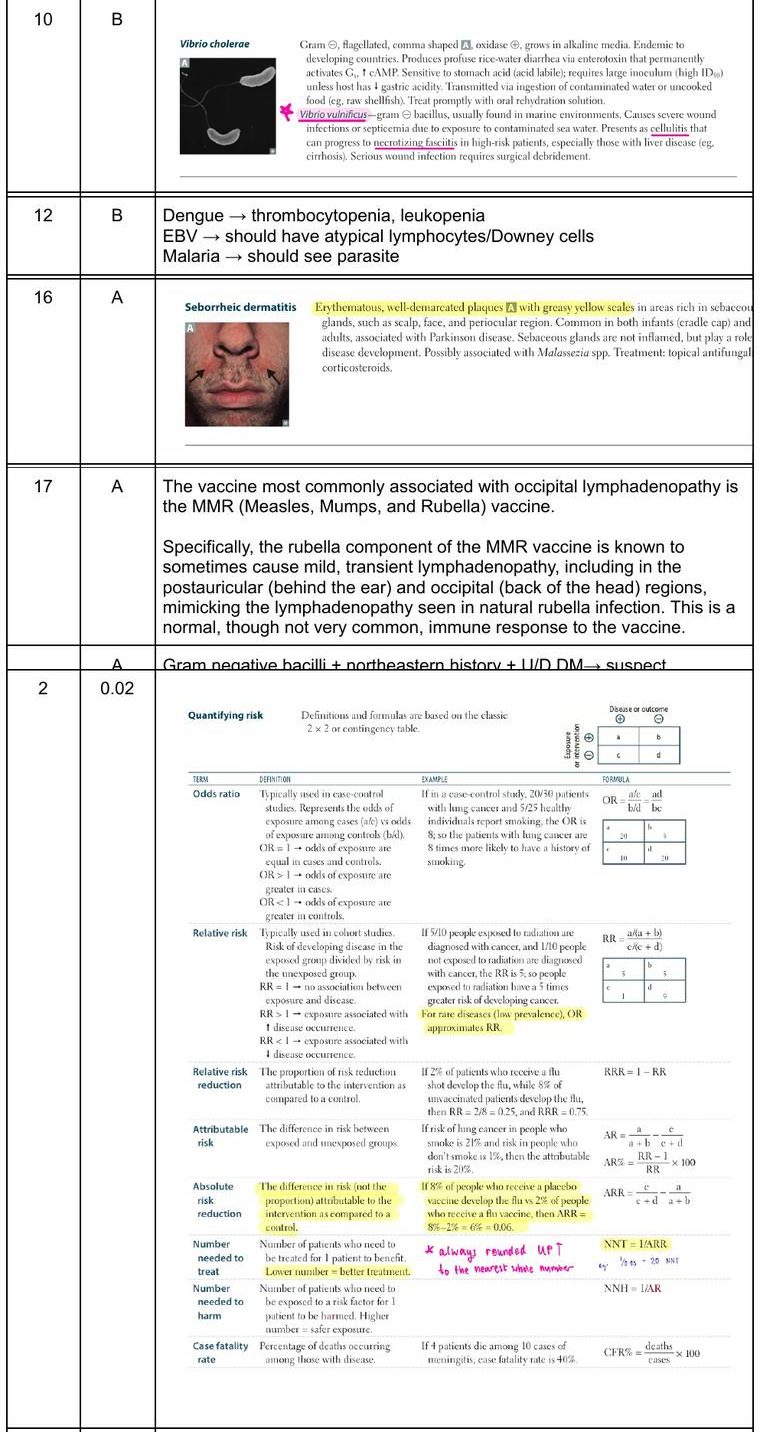 10
B
Vibrio cholerae
A
Gram ⊖, flagellated, comma shaped A, oxidase ⊕, grows in alkaline media. Endemic to
developing countries. Produces profuse rice-water diarrhea via enterotoxin that permanently
activates Gs, ↑ cAMP. Sensitive to stomach acid (acid labile); requires large inoculum (high ID50)
unless host has ↓ gastric acidity. Transmitted via ingestion of contaminated water or uncooked
food (eg, raw shellfish). Treat promptly with oral rehydration solution.
Vibrio vulnificus—gram ⊖ bacillus, usually found in marine environments. Causes severe wound
infections or septicemia due to exposure to contaminated sea water. Presents as cellulitis that
can progress to necrotizing fasciitis in high-risk patients, especially those with liver disease (eg,
cirrhosis). Serious wound infection requires surgical debridement.
12
B
Dengue → thrombocytopenia, leukopenia
EBV → should have atypical lymphocytes/Downey cells
Malaria → should see parasite
16
A
Seborrheic dermatitis
A
Erythematous, well-demarcated plaques A with greasy yellow scales in areas rich in sebaceou
glands, such as scalp, face, and periocular region. Common in both infants (cradle cap) and
adults, associated with Parkinson disease. Sebaceous glands are not inflamed, but play a role
disease development. Possibly associated with Malassezia spp. Treatment: topical antifungal
corticosteroids.
17
A
The vaccine most commonly associated with occipital lymphadenopathy is
the MMR (Measles, Mumps, and Rubella) vaccine.
Specifically, the rubella component of the MMR vaccine is known to
sometimes cause mild, transient lymphadenopathy, including in the
postauricular (behind the ear) and occipital (back of the head) regions,
mimicking the lymphadenopathy seen in natural rubella infection. This is a
normal, though not very common, immune response to the vaccine.
A
Gram negative bacilli + northeastern history + U/D DM→ suspect
2
0.02
Quantifying risk
Definitions and formulas are based on the classic
2 × 2 or contingency table.
Disease or outcome
⊕ ⊖
Exposure
or intervention
⊕ a b
⊖ c d
TERM DEFINITION EXAMPLE FORMULA
Odds ratio
Typically used in case-control
studies. Represents the odds of
exposure among cases (a/c) vs odds
of exposure among controls (b/d).
OR = 1 → odds of exposure are
equal in cases and controls.
OR > 1 → odds of exposure are
greater in cases.
OR < 1 → odds of exposure are
greater in controls.
If in a case-control study, 20/30 patients
with lung cancer and 5/25 healthy
individuals report smoking, the OR is
8; so the patients with lung cancer are
8 times more likely to have a history of
smoking.
OR = a/c / b/d = ad / bc
a 20 b 5
c 10 d 20
Relative risk
Typically used in cohort studies.
Risk of developing disease in the
exposed group divided by risk in
the unexposed group.
RR = 1 → no association between
exposure and disease.
RR > 1 → exposure associated with
↑ disease occurrence.
RR < 1 → exposure associated with
↓ disease occurrence.
If 5/10 people exposed to radiation are
diagnosed with cancer, and 1/10 people
not exposed to radiation are diagnosed
with cancer, the RR is 5; so people
exposed to radiation have a 5 times
greater risk of developing cancer.
For rare diseases (low prevalence), OR
approximates RR.
RR = a/(a + b) / c/(c + d)
a 5 b 5
c 1 d 9
Relative risk
reduction
The proportion of risk reduction
attributable to the intervention as
compared to a control.
If 2% of patients who receive a flu
shot develop the flu, while 8% of
unvaccinated patients develop the flu,
then RR = 2/8 = 0.25, and RRR = 0.75.
RRR = 1 − RR
Attributable
risk
The difference in risk between
exposed and unexposed groups.
If risk of lung cancer in people who
smoke is 21% and risk in people who
don't smoke is 1%, then the attributable
risk is 20%.
AR = a / a + b − c / c + d
AR% = RR − 1 / RR × 100
Absolute
risk
reduction
The difference in risk (not the
proportion) attributable to the
intervention as compared to a
control.
If 8% of people who receive a placebo
vaccine develop the flu vs 2% of people
who receive a flu vaccine, then ARR =
8%–2% = 6% = 0.06.
ARR = c / c + d − a / a + b
Number
needed to
treat
Number of patients who need to
be treated for 1 patient to benefit.
Lower number = better treatment.
* always rounded UP↑
to the nearest whole number
NNT = 1/ARR
Number
needed to
harm
Number of patients who need to
be exposed to a risk factor for 1
patient to be harmed. Higher
number = safer exposure.
NNH = 1/AR
Case fatality
rate
Percentage of deaths occurring
among those with disease.
If 4 patients die among 10 cases of
meningitis, case fatality rate is 40%.
CFR% = deaths / cases × 100